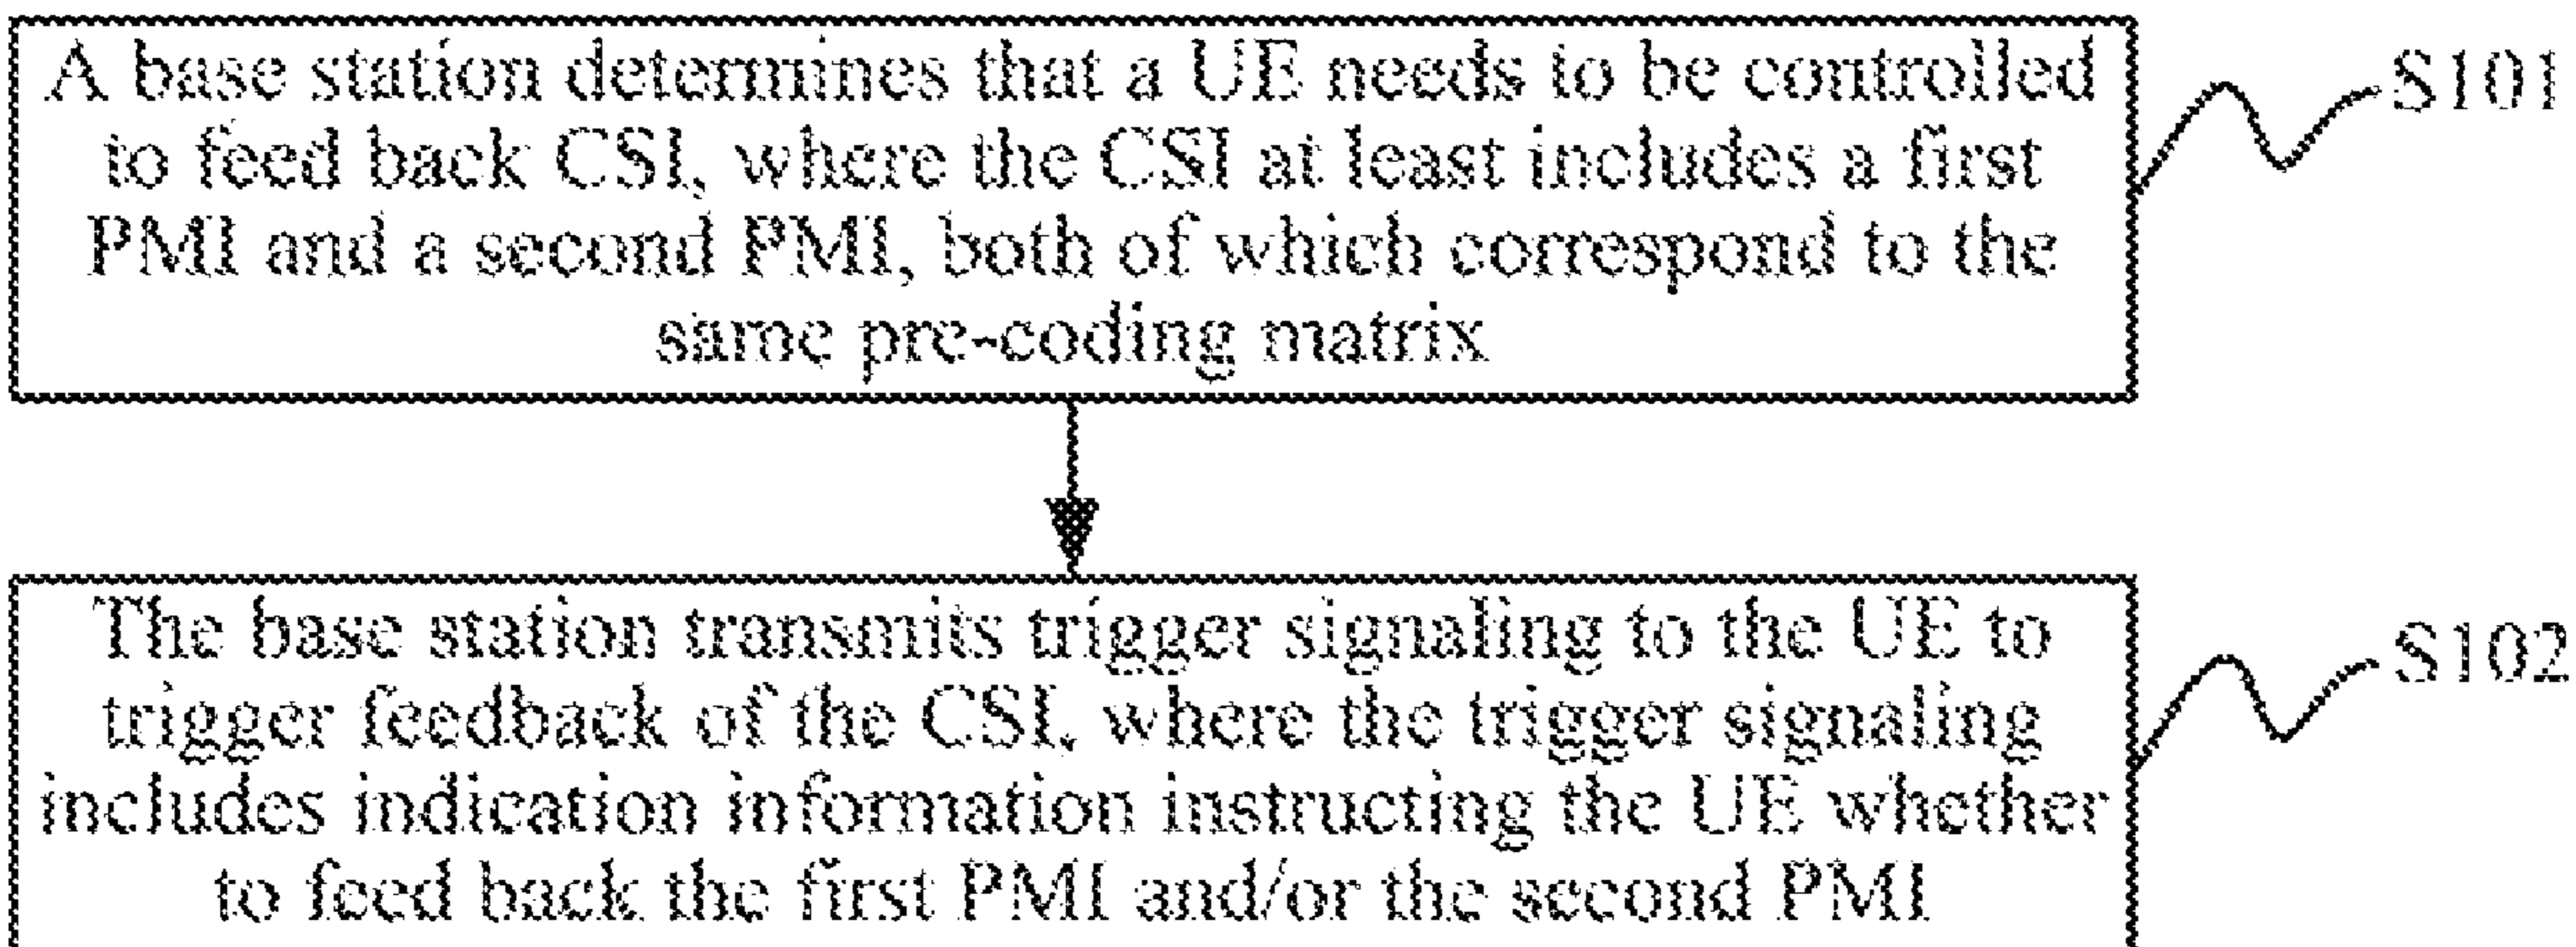 A base station determines that a UE needs to be controlled
to feed back CSI, where the CSI at least includes a first
PMI and a second PMI, both of which correspond to the
same pre-coding matrix
S101
The base station transmits trigger signaling to the UE to
trigger feedback of the CSI, where the trigger signaling
includes indication information instructing the UE whether
to feed back the first PMI and/or the second PMI
S102